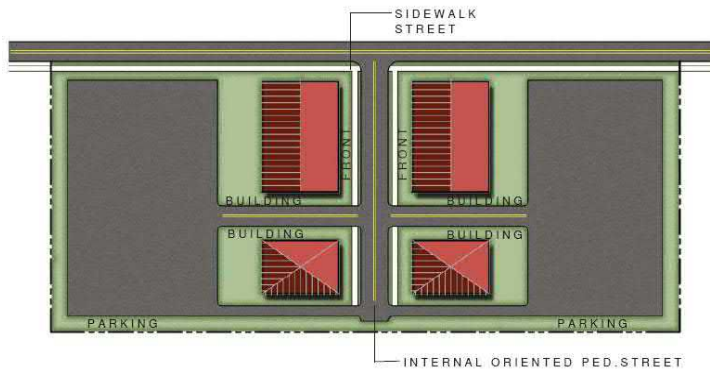 SIDEWALK
STREET
FRONT
FRONT
BUILDING
BUILDING
BUILDING
BUILDING
PARKING
PARKING
INTERNAL ORIENTED PED.STREET